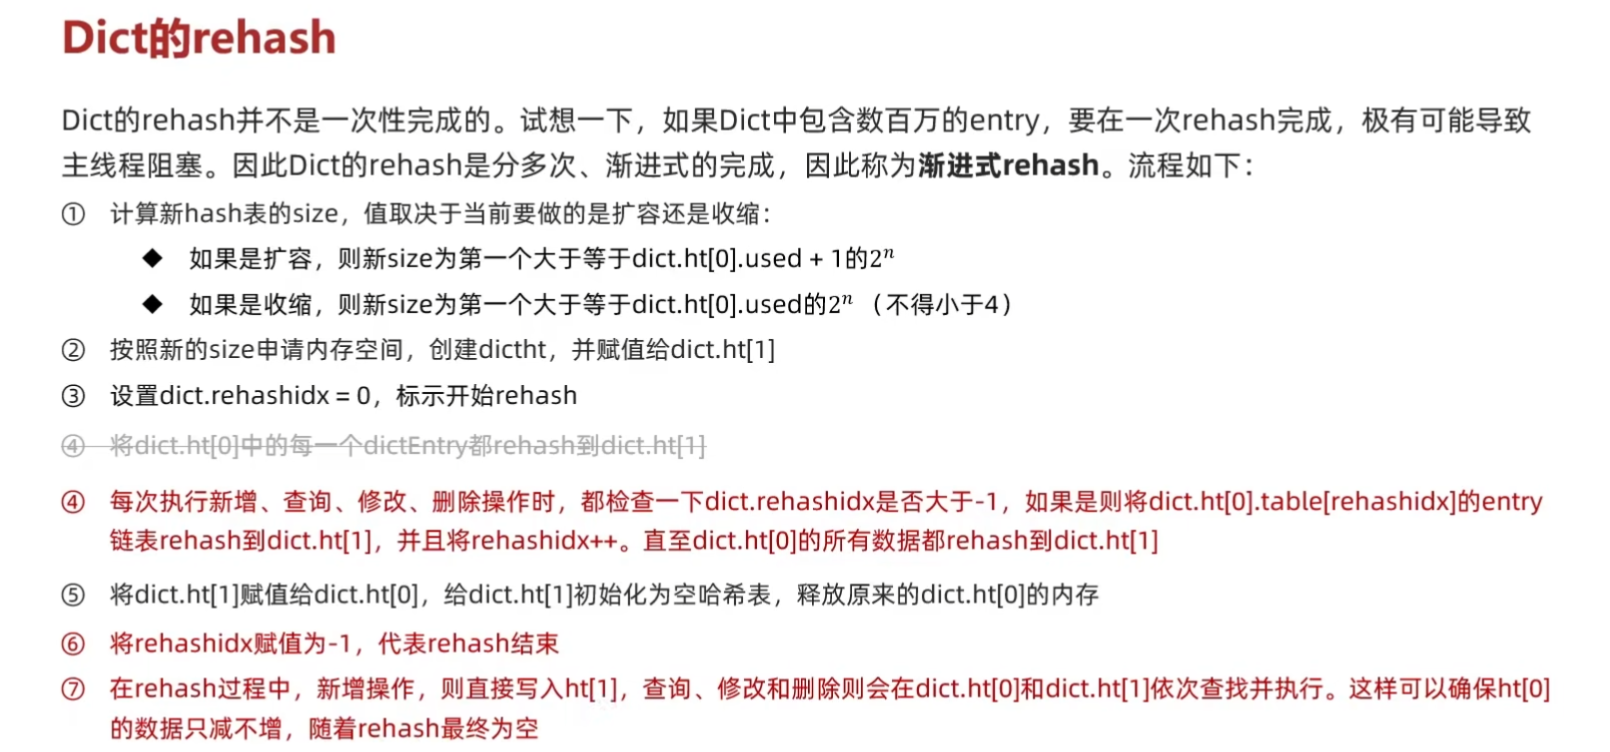 Dict的rehash
Dict的rehash并不是一次性完成的。试想一下，如果Dict中包含数百万的entry，要在一次rehash完成，极有可能导致
主线程阻塞。因此Dict的rehash是分多次、渐进式的完成，因此称为渐进式rehash。流程如下：
① 计算新hash表的size，值取决于当前要做的是扩容还是收缩：
◆ 如果是扩容，则新size为第一个大于等于dict.ht[0].used + 1的2ⁿ
◆ 如果是收缩，则新size为第一个大于等于dict.ht[0].used的2ⁿ（不得小于4）
② 按照新的size申请内存空间，创建dictht，并赋值给dict.ht[1]
③ 设置dict.rehashidx = 0，标示开始rehash
④ 将dict.ht[0]中的每一个dictEntry都rehash到dict.ht[1]
④ 每次执行新增、查询、修改、删除操作时，都检查一下dict.rehashidx是否大于-1，如果是则将dict.ht[0].table[rehashidx]的entry
链表rehash到dict.ht[1]，并且将rehashidx++。直至dict.ht[0]的所有数据都rehash到dict.ht[1]
⑤ 将dict.ht[1]赋值给dict.ht[0]，给dict.ht[1]初始化为空哈希表，释放原来的dict.ht[0]的内存
⑥ 将rehashidx赋值为-1，代表rehash结束
⑦ 在rehash过程中，新增操作，则直接写入ht[1]，查询、修改和删除则会在dict.ht[0]和dict.ht[1]依次查找并执行。这样可以确保ht[0]
的数据只减不增，随着rehash最终为空